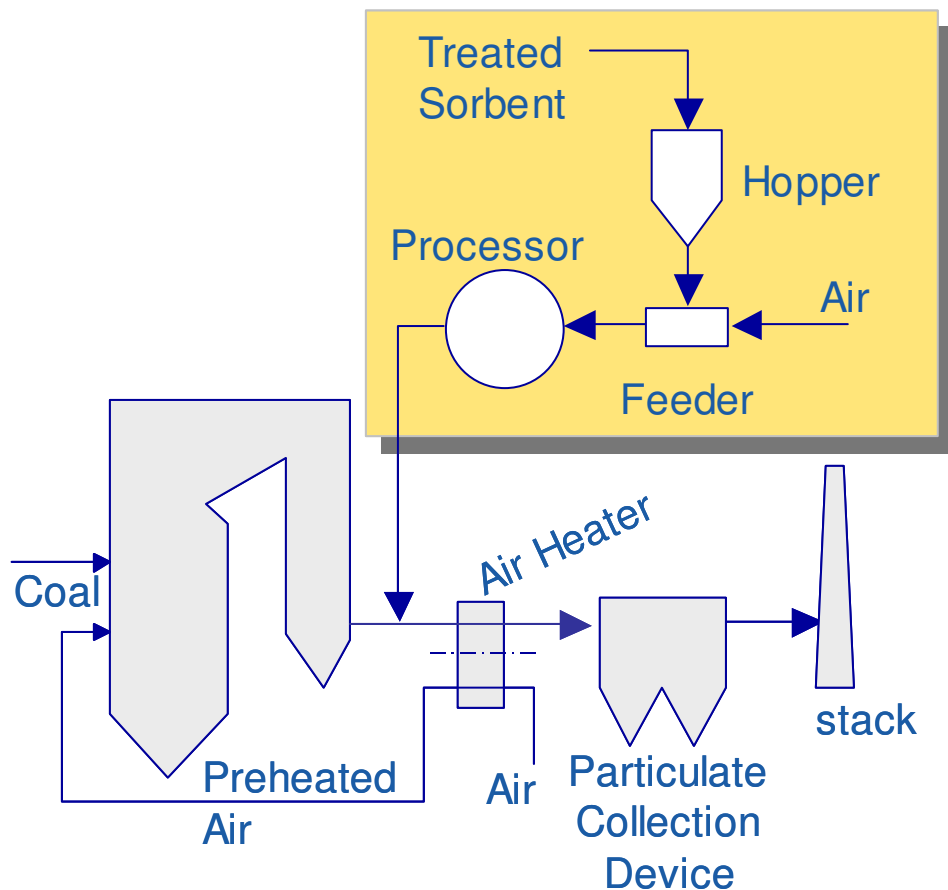 Treated
Sorbent
Hopper
Processor
Air
Feeder
Air Heater
Coal
Preheated
Air
Air
Particulate
Collection
Device
stack